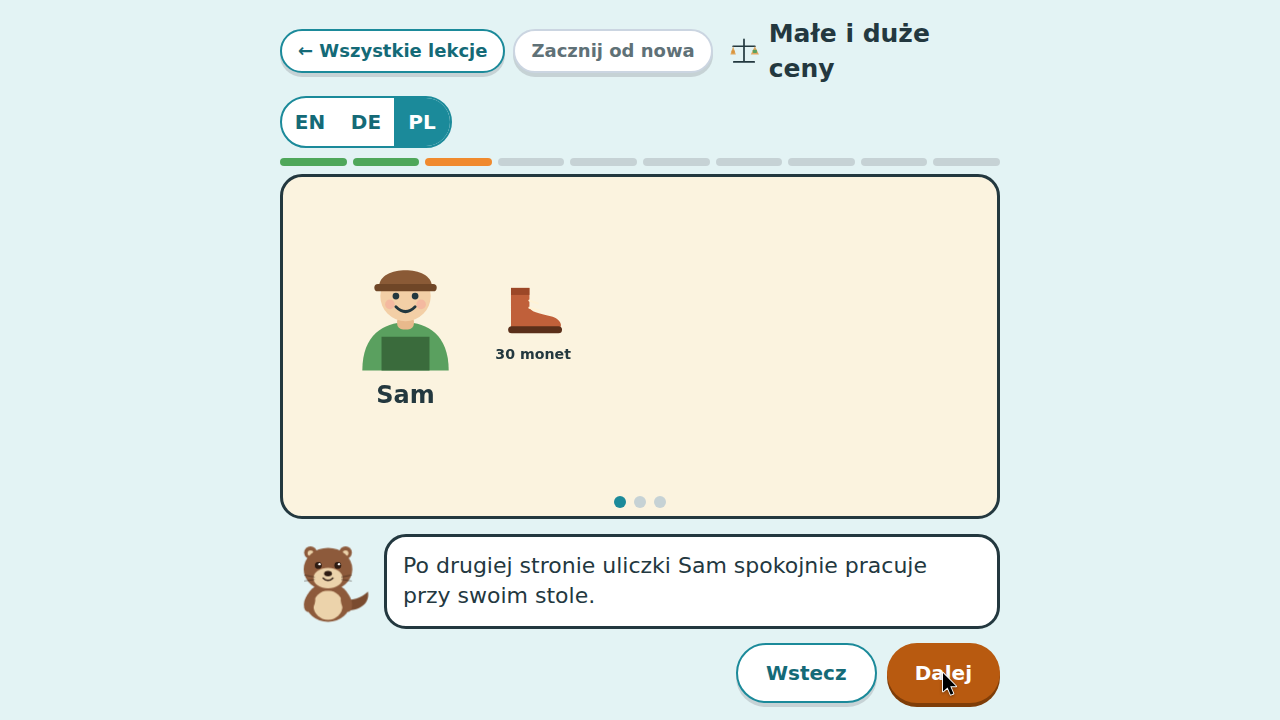 ← Wszystkie lekcje
Zacznij od nowa
Małe i duże
ceny
EN DE PL
30 monet
Sam
Po drugiej stronie uliczki Sam spokojnie pracuje
przy swoim stole.
Wstecz
Dalej